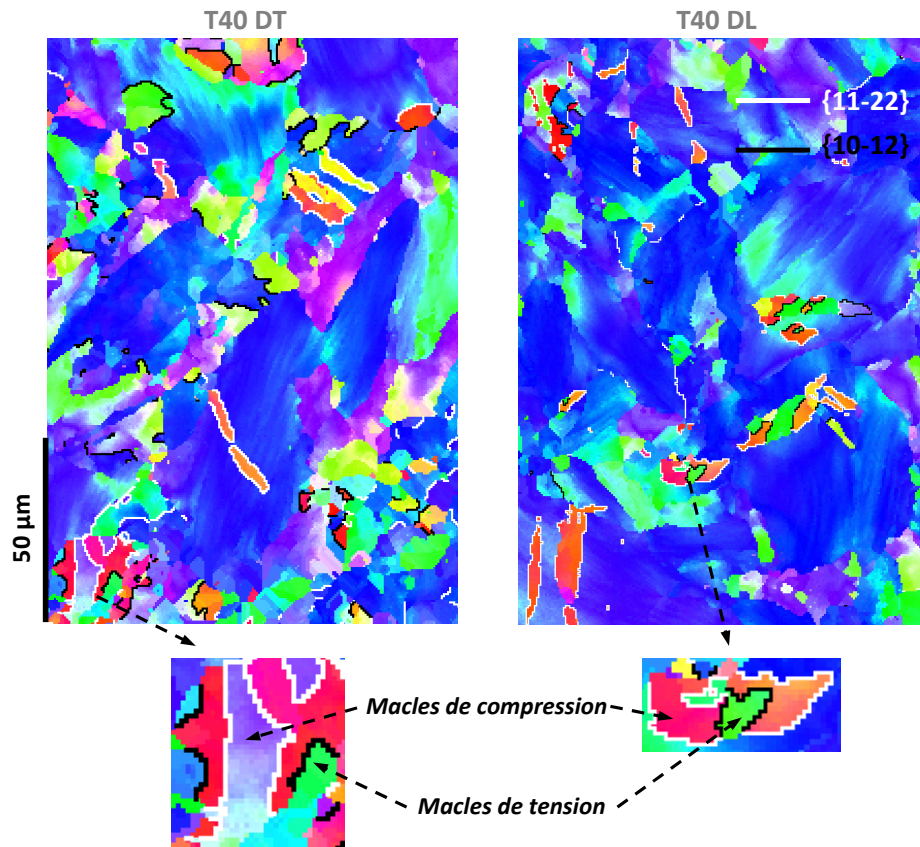 T40 DT
T40 DL
{11-22}
{10-12}
50 µm
Macles de compression
Macles de tension